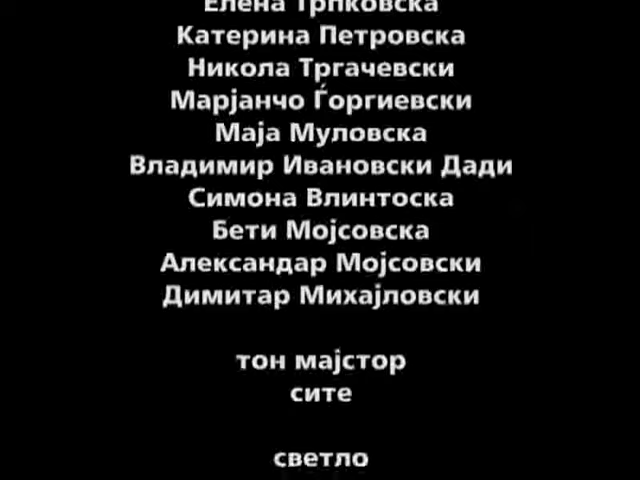 Елена Трпковска
Катерина Петровска
Никола Тргачевски
Марјанчо Ѓоргиевски
Маја Муловска
Владимир Ивановски Дади
Симона Влинтоска
Бети Мојсовска
Александар Мојсовски
Димитар Михајловски
тон мајстор
сите
светло